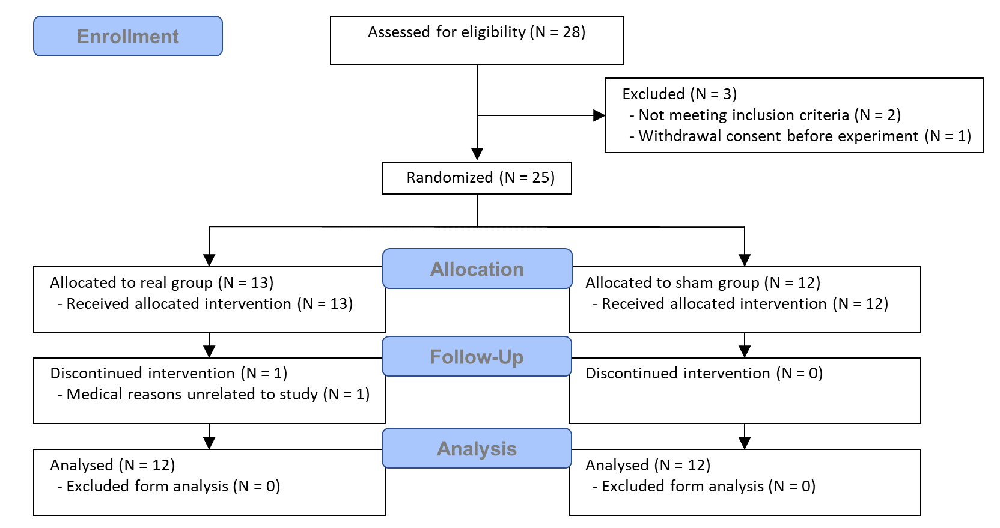 Enrollment
Assessed for eligibility (N = 28)
Excluded (N = 3)
- Not meeting inclusion criteria (N = 2)
- Withdrawal consent before experiment (N = 1)
Randomized (N = 25)
Allocation
Allocated to real group (N = 13)
- Received allocated intervention (N = 13)
Allocated to sham group (N = 12)
- Received allocated intervention (N = 12)
Follow-Up
Discontinued intervention (N = 1)
- Medical reasons unrelated to study (N = 1)
Discontinued intervention (N = 0)
Analysis
Analysed (N = 12)
- Excluded form analysis (N = 0)
Analysed (N = 12)
- Excluded form analysis (N = 0)